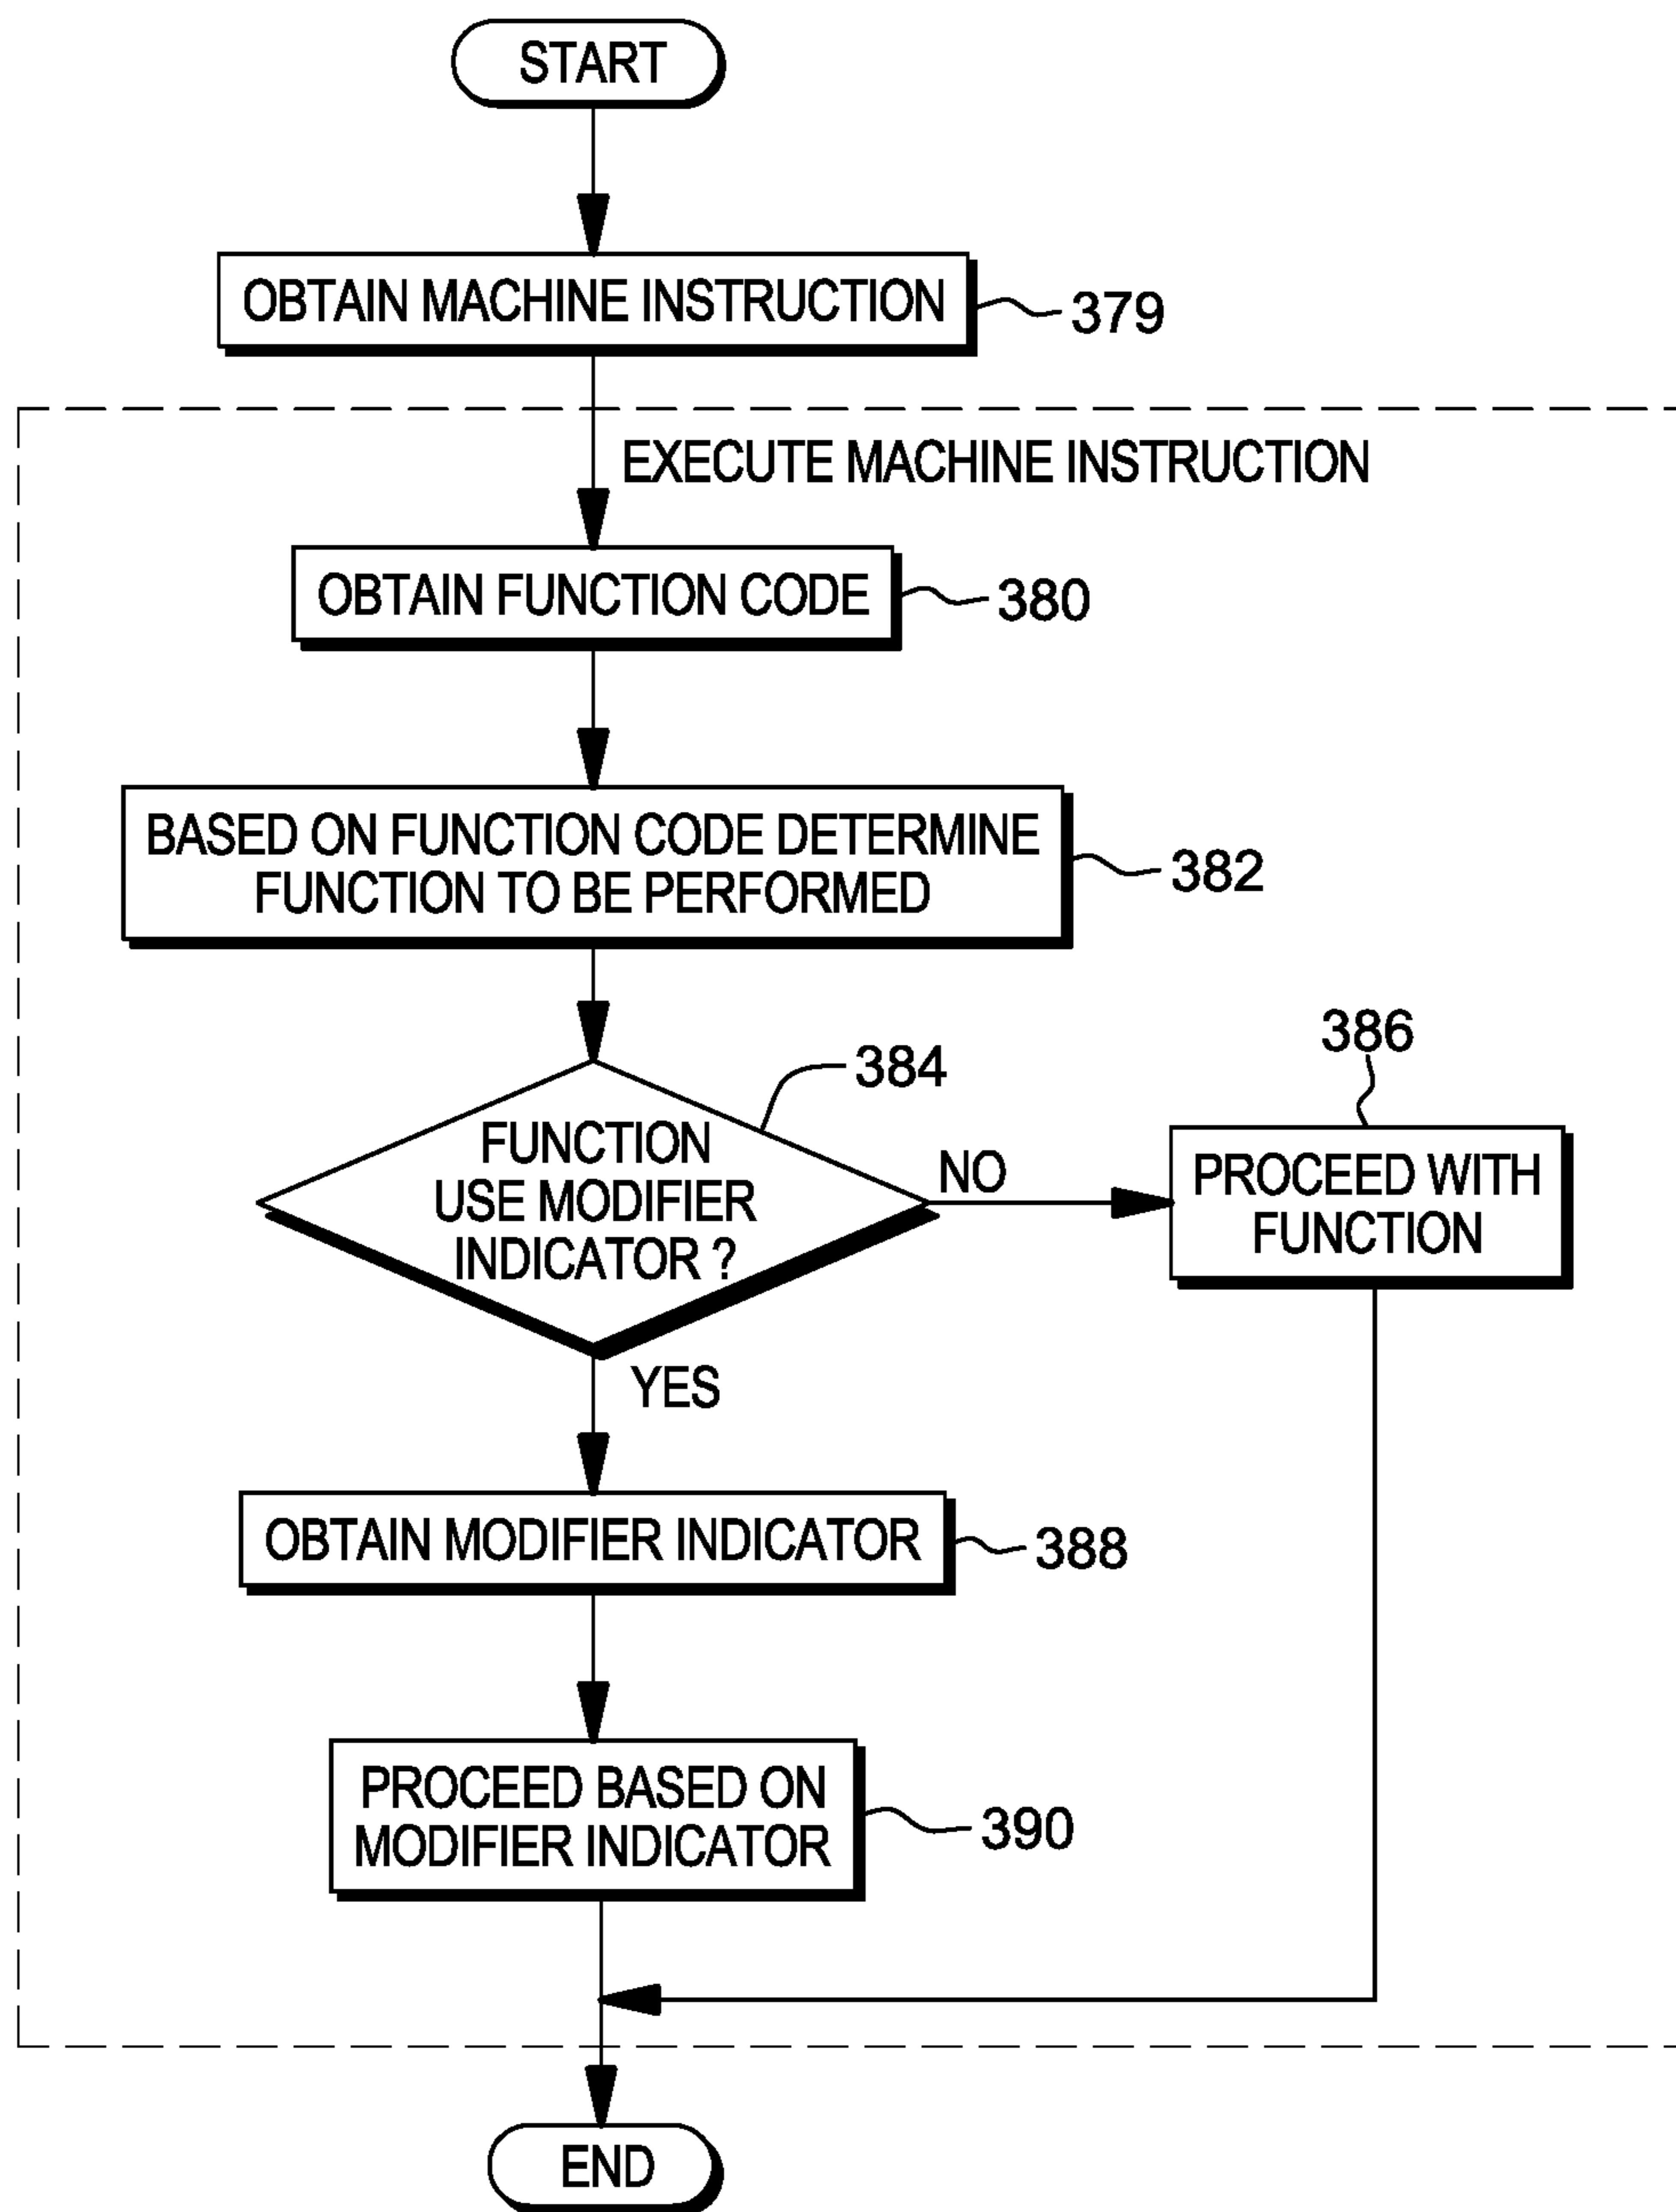 START
OBTAIN MACHINE INSTRUCTION
379
EXECUTE MACHINE INSTRUCTION
OBTAIN FUNCTION CODE
380
BASED ON FUNCTION CODE DETERMINE
FUNCTION TO BE PERFORMED
382
384
FUNCTION
USE MODIFIER
INDICATOR ?
NO
386
PROCEED WITH
FUNCTION
YES
OBTAIN MODIFIER INDICATOR
388
PROCEED BASED ON
MODIFIER INDICATOR
390
END